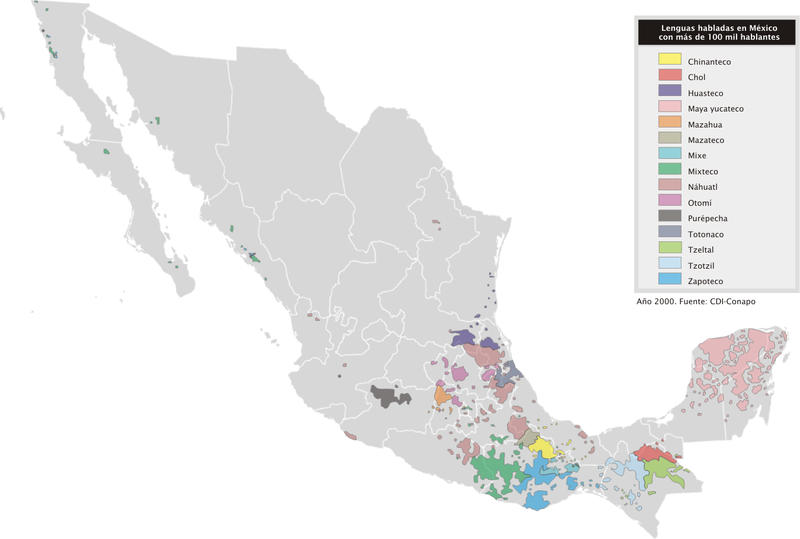 Lenguas habladas en México
con más de 100 mil hablantes
Chinanteco
Chol
Huasteco
Maya yucateco
Mazahua
Mazateco
Mixe
Mixteco
Náhuatl
Otomí
Purépecha
Totonaco
Tzeltal
Tzotzil
Zapoteco
Año 2000. Fuente: CDI-Conapo